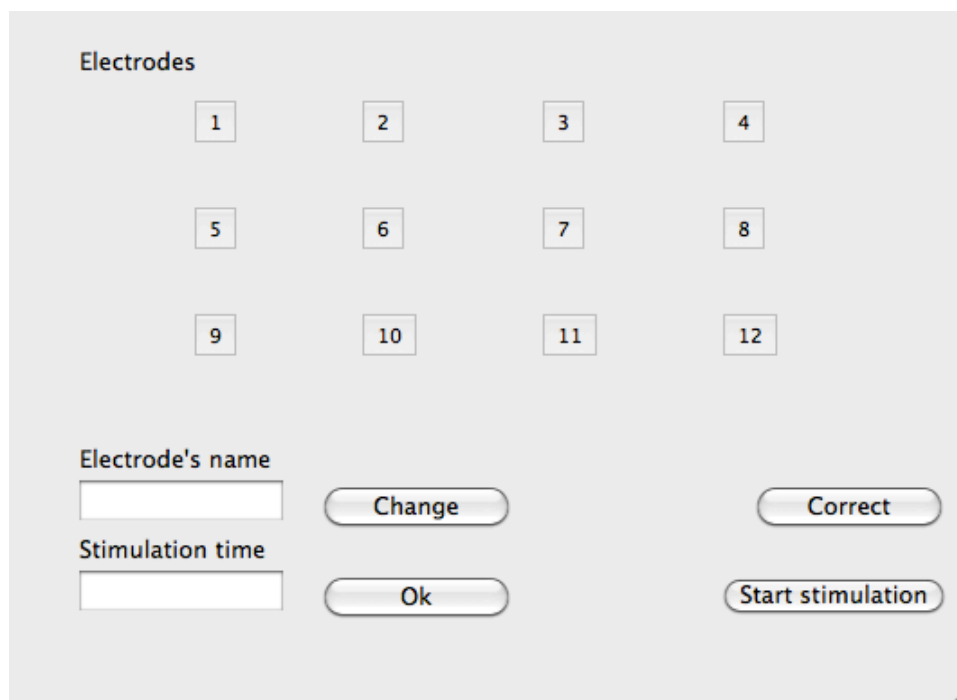 Electrodes
1 2 3 4
5 6 7 8
9 10 11 12
Electrode's name
Change Correct
Stimulation time
Ok Start stimulation